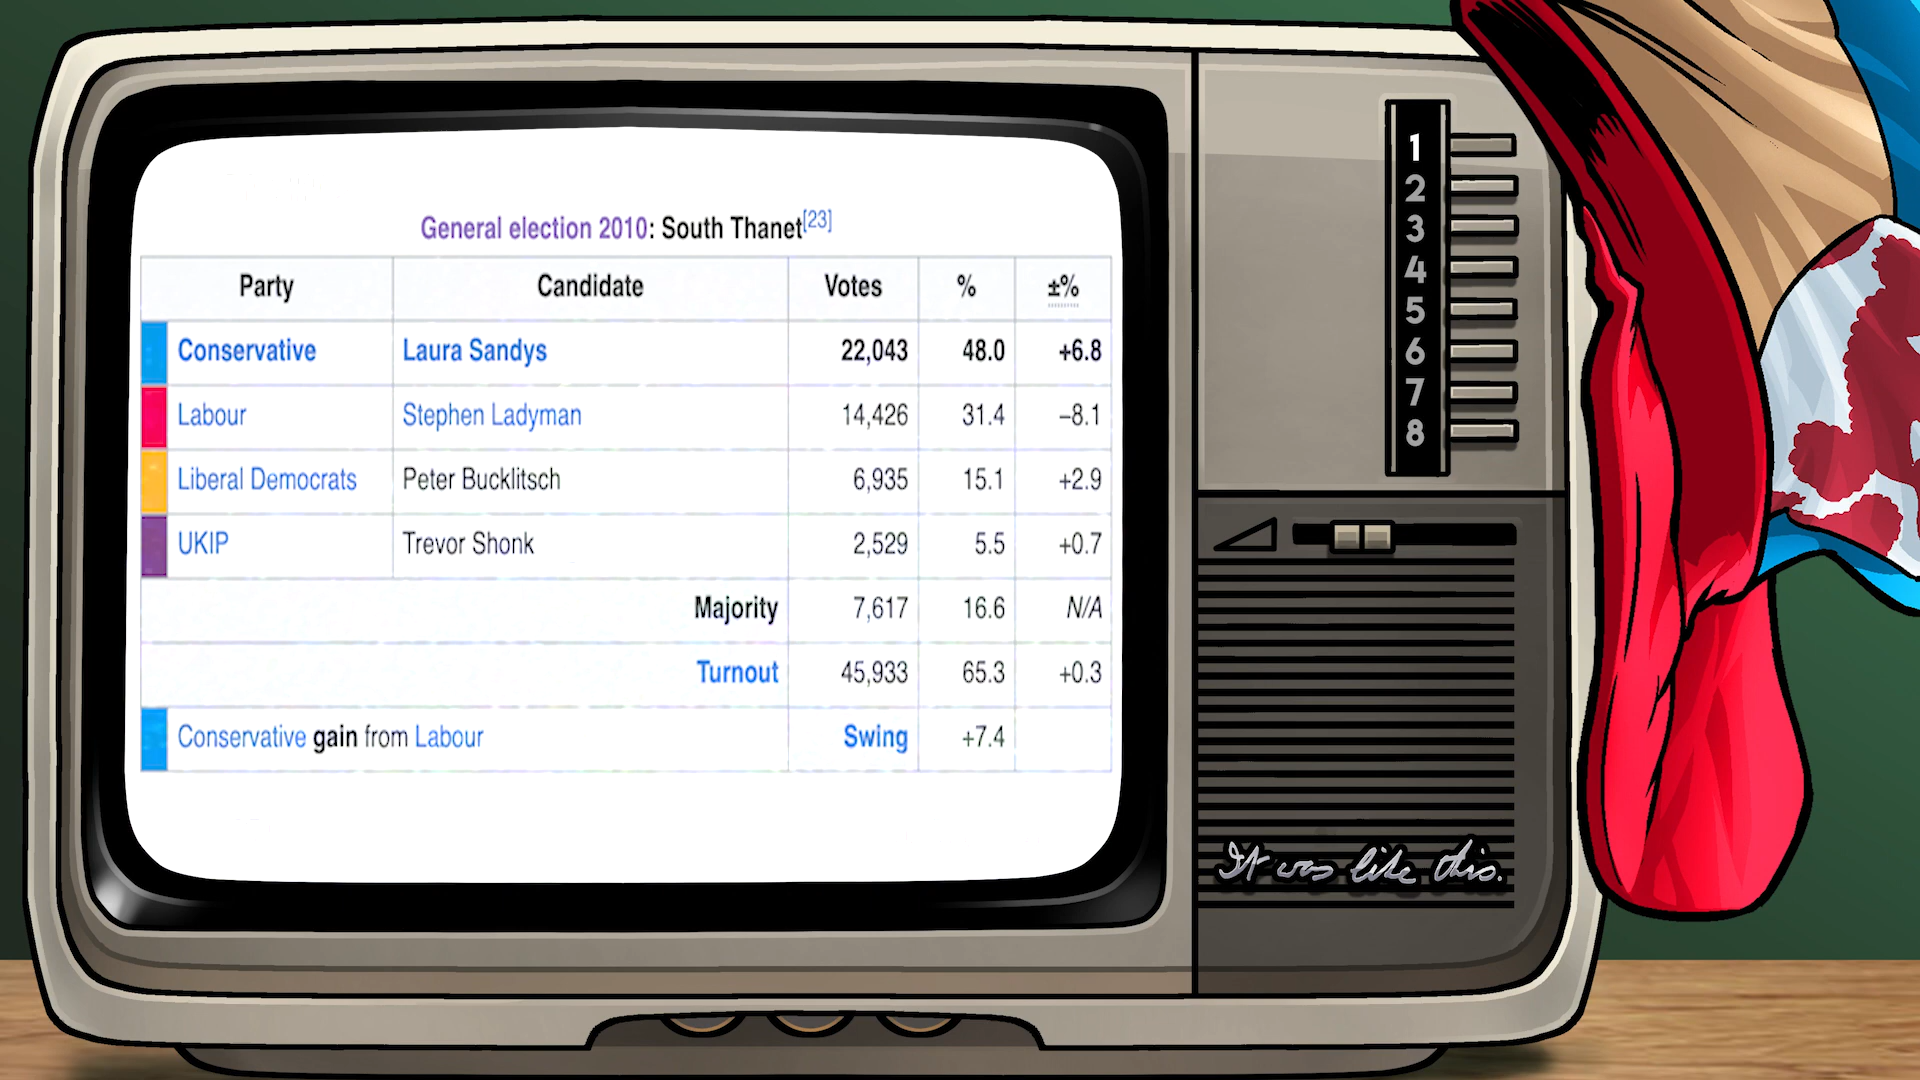 General election 2010: South Thanet[23]
Party Candidate Votes % ±%
Conservative Laura Sandys 22,043 48.0 +6.8
Labour Stephen Ladyman 14,426 31.4 −8.1
Liberal Democrats Peter Bucklitsch 6,935 15.1 +2.9
UKIP Trevor Shonk 2,529 5.5 +0.7
Majority 7,617 16.6 N/A
Turnout 45,933 65.3 +0.3
Conservative gain from Labour Swing +7.4
1
2
3
4
5
6
7
8
It was like this.